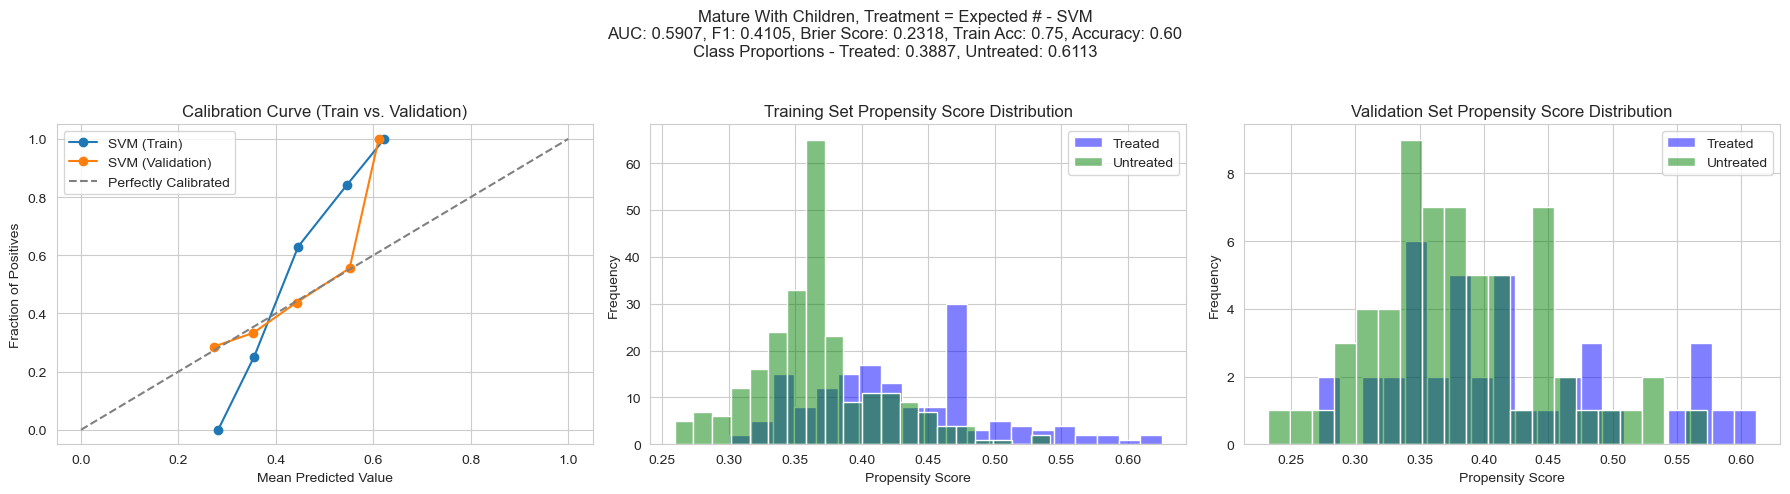 Mature With Children, Treatment = Expected # - SVM
AUC: 0.5907, F1: 0.4105, Brier Score: 0.2318, Train Acc: 0.75, Accuracy: 0.60
Class Proportions - Treated: 0.3887, Untreated: 0.6113
Calibration Curve (Train vs. Validation)
SVM (Train)
SVM (Validation)
Perfectly Calibrated
Fraction of Positives
1.0
0.8
0.6
0.4
0.2
0.0
0.0 0.2 0.4 0.6 0.8 1.0
Mean Predicted Value
Training Set Propensity Score Distribution
Treated
Untreated
Frequency
60
50
40
30
20
10
0
0.25 0.30 0.35 0.40 0.45 0.50 0.55 0.60
Propensity Score
Validation Set Propensity Score Distribution
Treated
Untreated
Frequency
8
6
4
2
0
0.25 0.30 0.35 0.40 0.45 0.50 0.55 0.60
Propensity Score